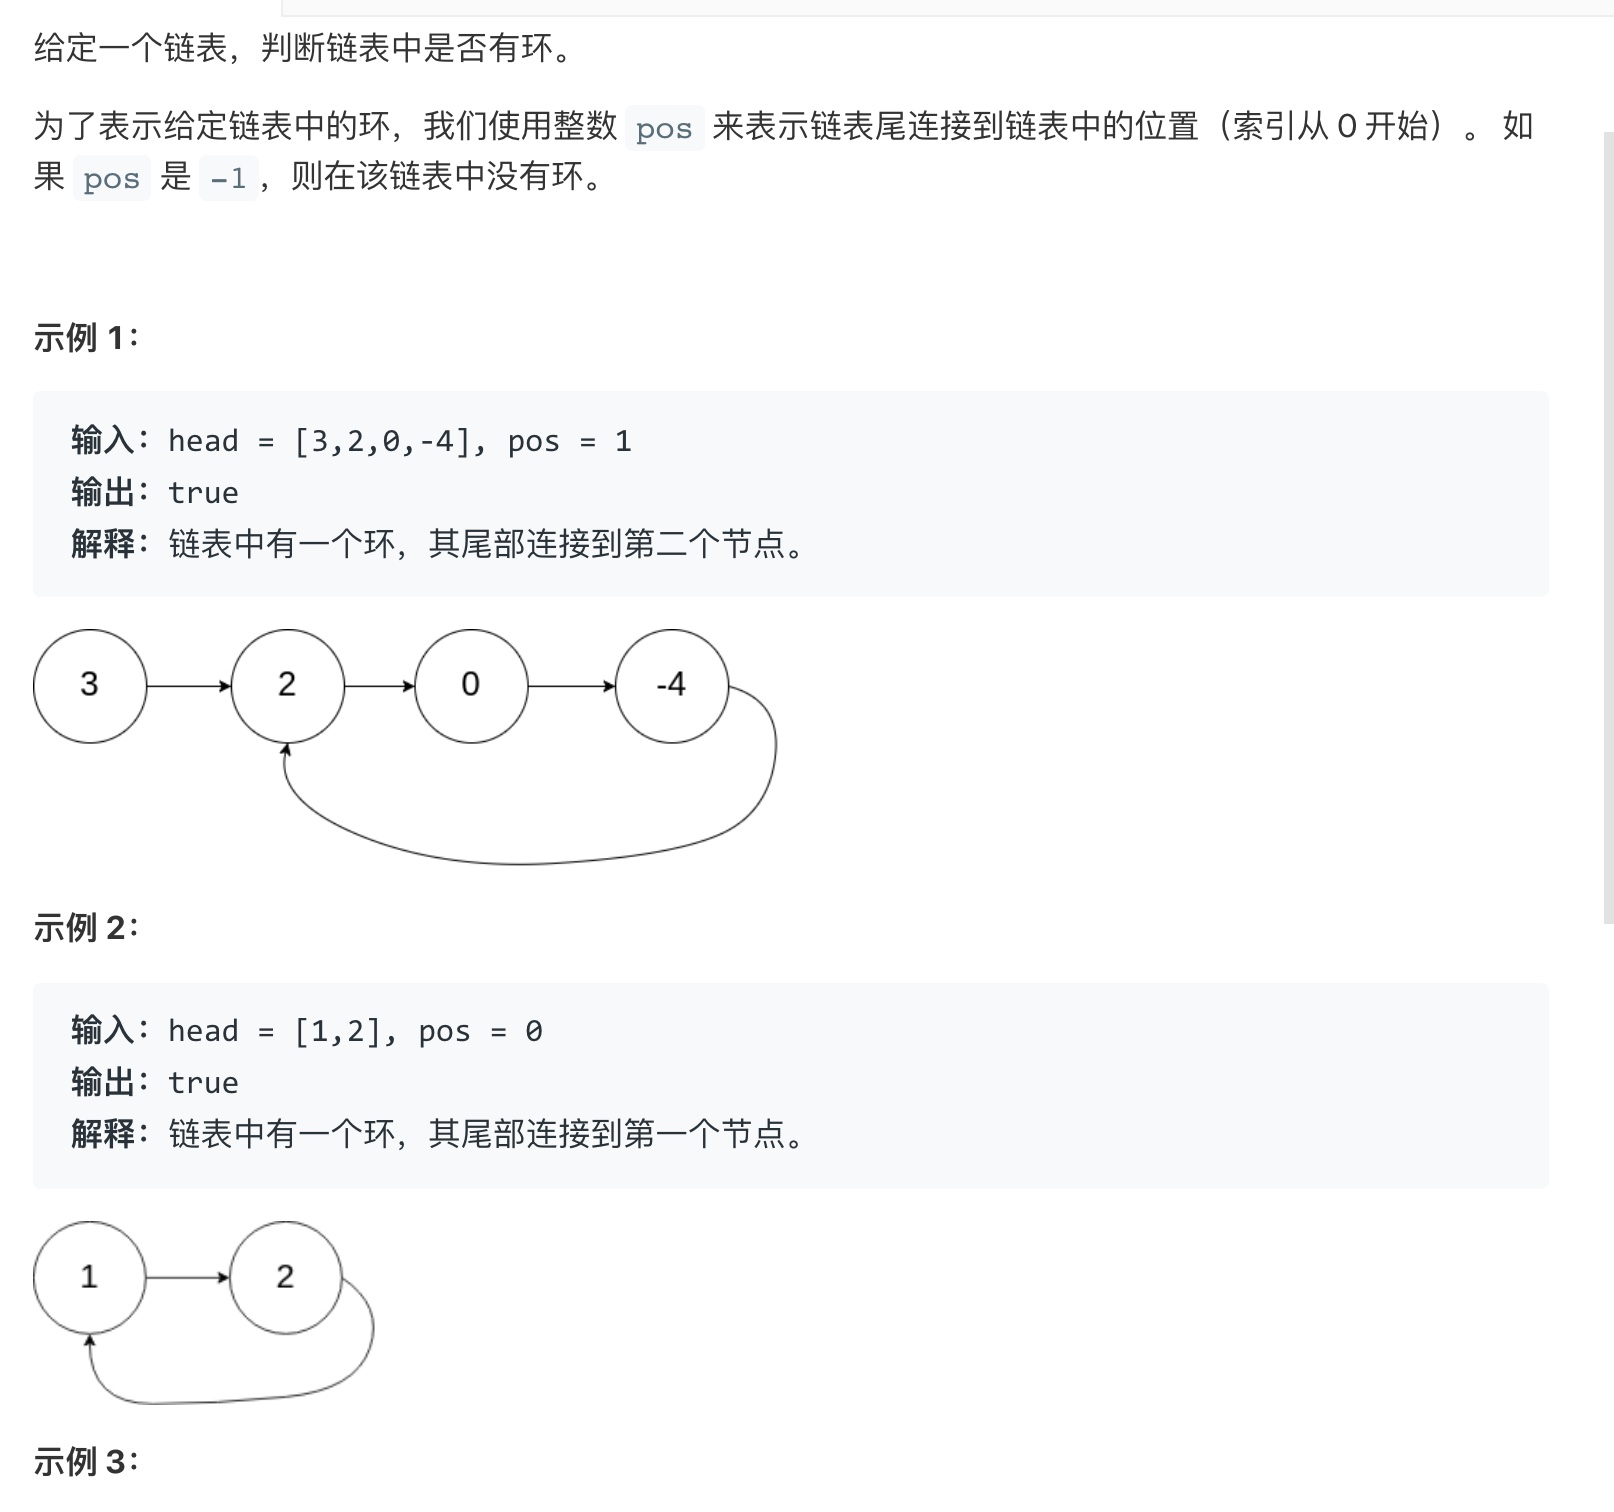 给定一个链表，判断链表中是否有环。
为了表示给定链表中的环，我们使用整数 pos 来表示链表尾连接到链表中的位置（索引从 0 开始）。 如
果 pos 是 -1，则在该链表中没有环。
示例 1：
输入：head = [3,2,0,-4], pos = 1
输出：true
解释：链表中有一个环，其尾部连接到第二个节点。
3 2 0 -4
示例 2：
输入：head = [1,2], pos = 0
输出：true
解释：链表中有一个环，其尾部连接到第一个节点。
1 2
示例 3：